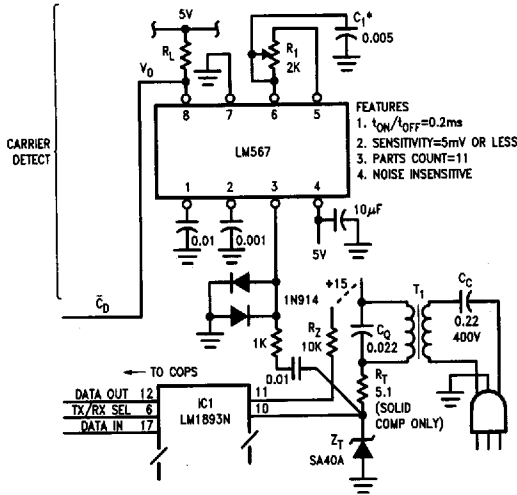 5V
C1*
0.005
RL
R1
2K
VO
8 7 6 5
CARRIER
DETECT
LM567
FEATURES
1. tON/tOFF=0.2ms
2. SENSITIVITY=5mV OR LESS
3. PARTS COUNT=11
4. NOISE INSENSITIVE
1 2 3 4
0.01
0.001
10µF
5V
+15
T1
CC
0.22
400V
1N914
C̄D
RZ
10K
CQ
0.022
1K
0.01
RT
5.1
(SOLID
COMP ONLY)
← TO COPS
DATA OUT 12
TX/RX SEL 6
DATA IN 17
IC1
LM1893N
11
10
ZT
SA40A